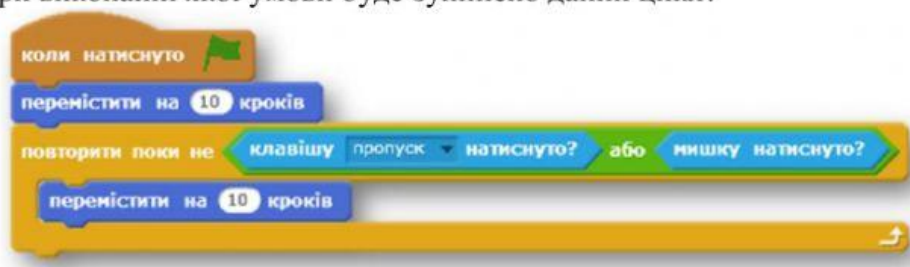 коли натиснуто
перемістити на 10 кроків
повторити поки не клавішу пропуск натиснуто? або мишку натиснуто?
перемістити на 10 кроків